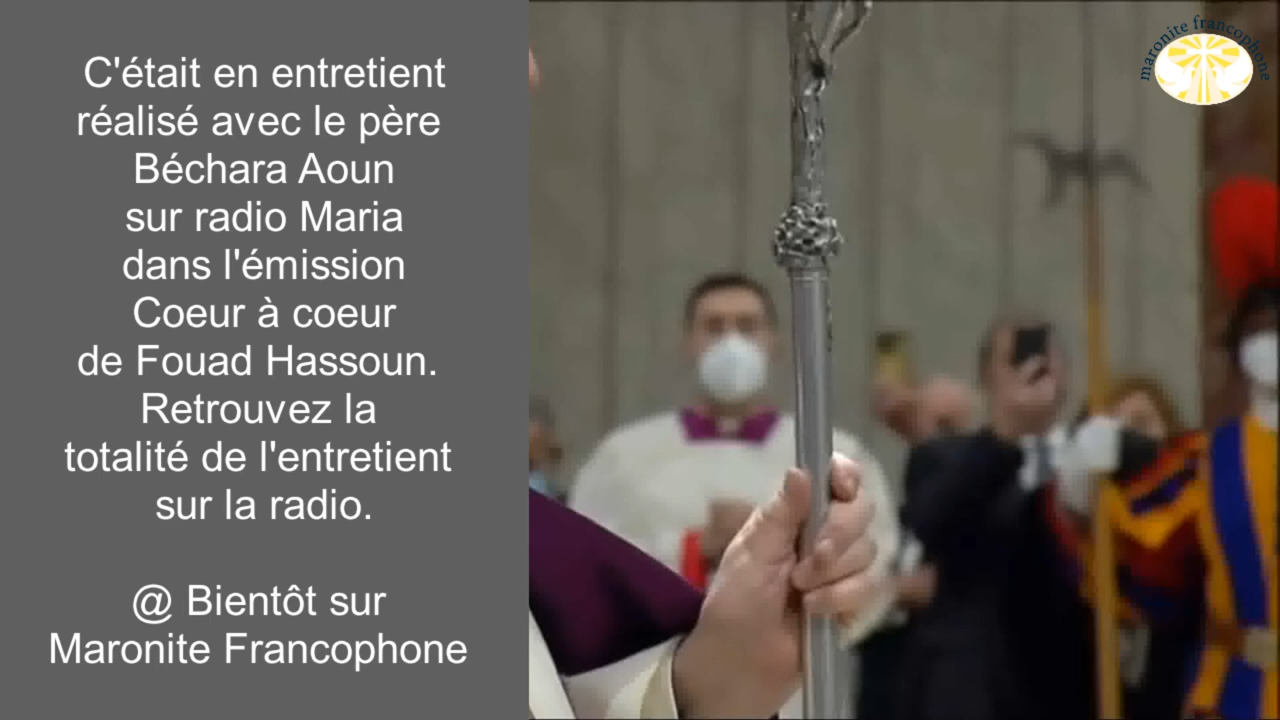 C'était en entretient
réalisé avec le père
Béchara Aoun
sur radio Maria
dans l'émission
Coeur à coeur
de Fouad Hassoun.
Retrouvez la
totalité de l'entretient
sur la radio.
@ Bientôt sur
Maronite Francophone
maronite francophone